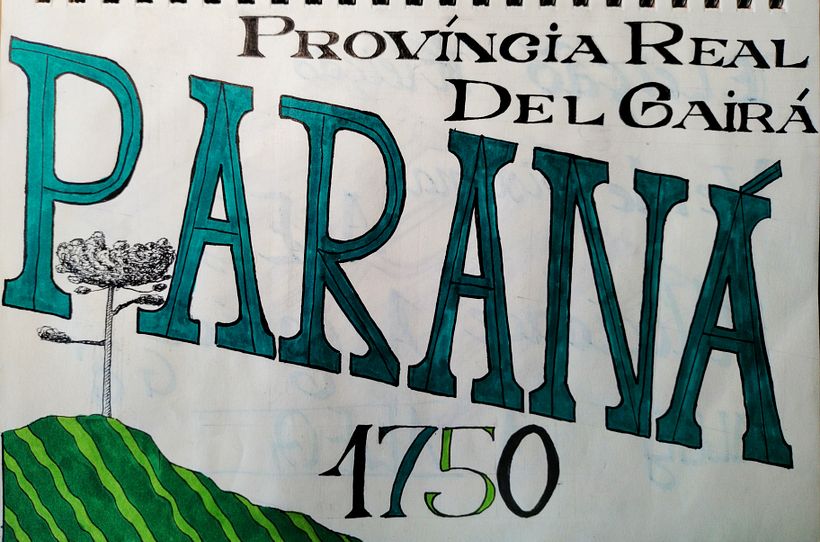 PROVÍNCIA REAL
DEL GAIRÁ
PARANÁ
1750